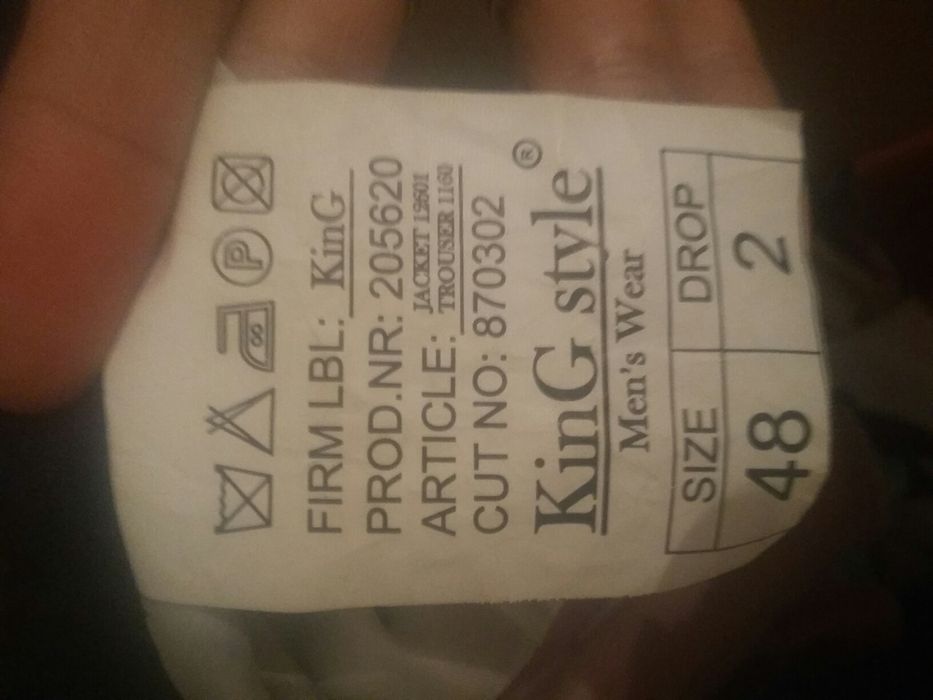 FIRM LBL: KinG
PROD.NR: 205620
ARTICLE: JACKET 19601
TROUSER 1160
CUT NO: 870302
KinG style®
Men's Wear
SIZE DROP
48 2